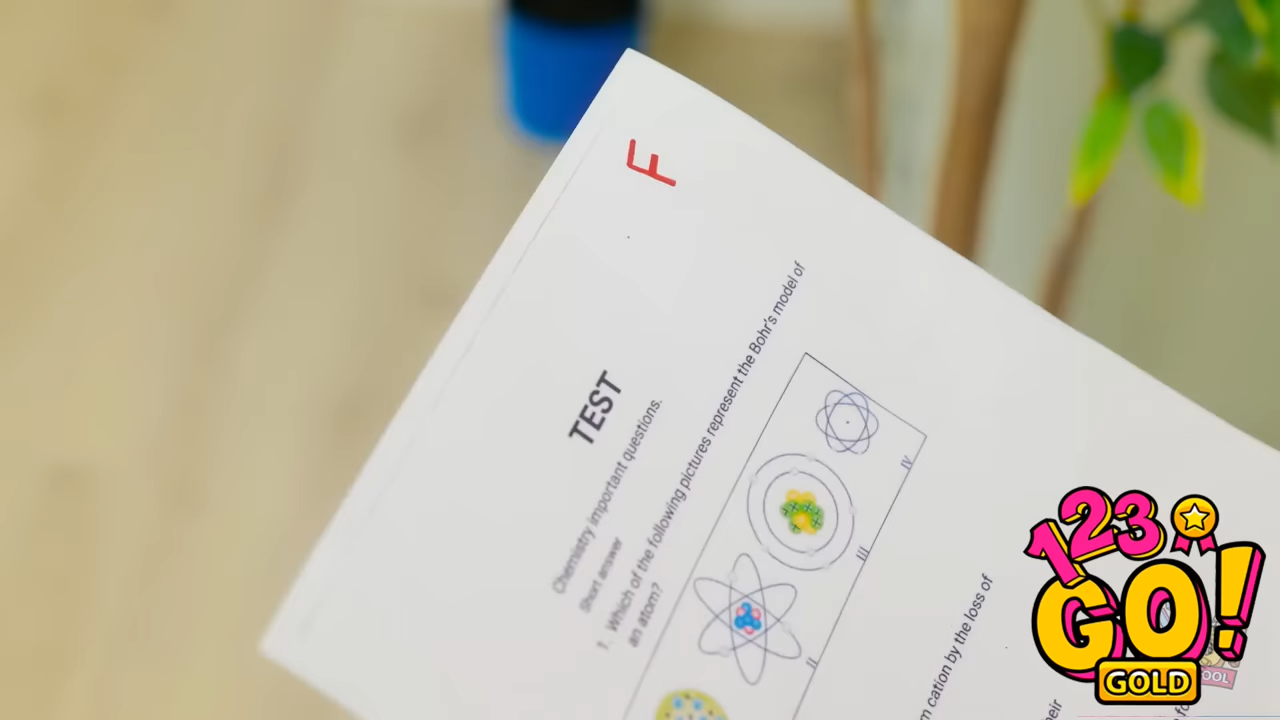 F
TEST
Chemistry important questions.
Short answer
1. Which of the following pictures represent the Bohr's model of
an atom?
II
III
IV
cation by the loss of
123
GO!
GOLD